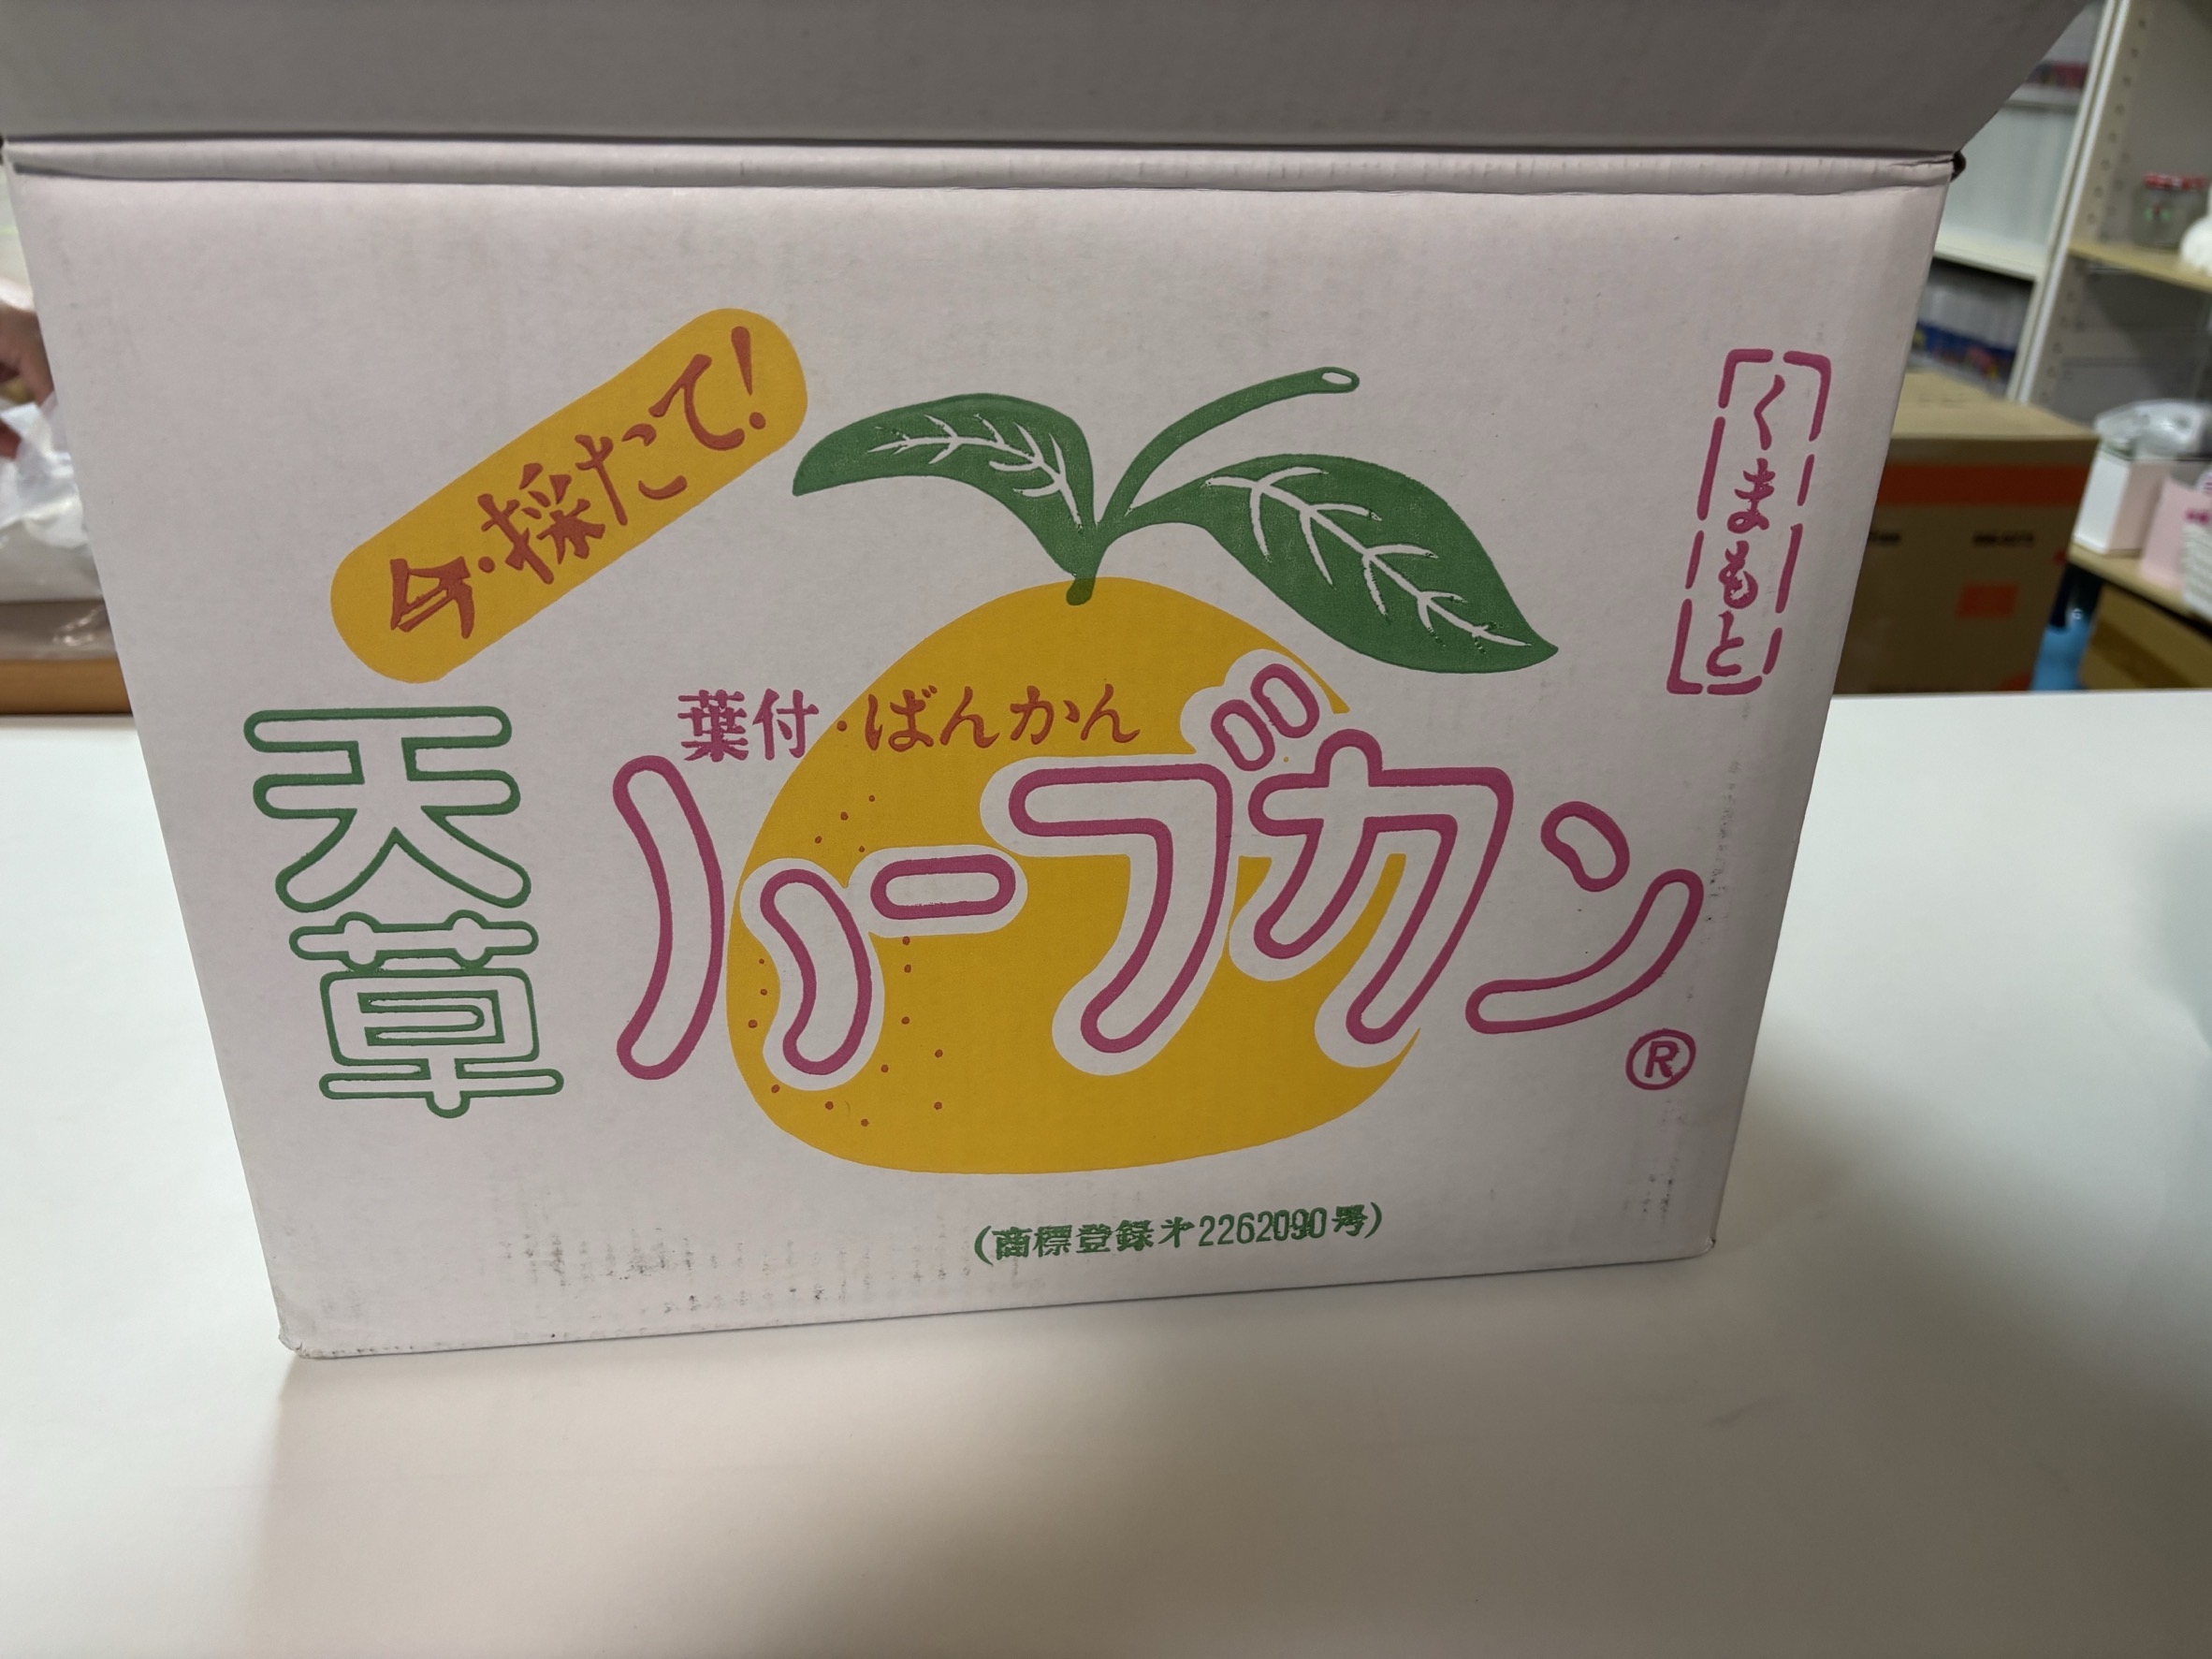 今・採たて!
くまもと
葉付・ばんかん
天草
ハーブカン
®
(商標登録㐧2262090号)